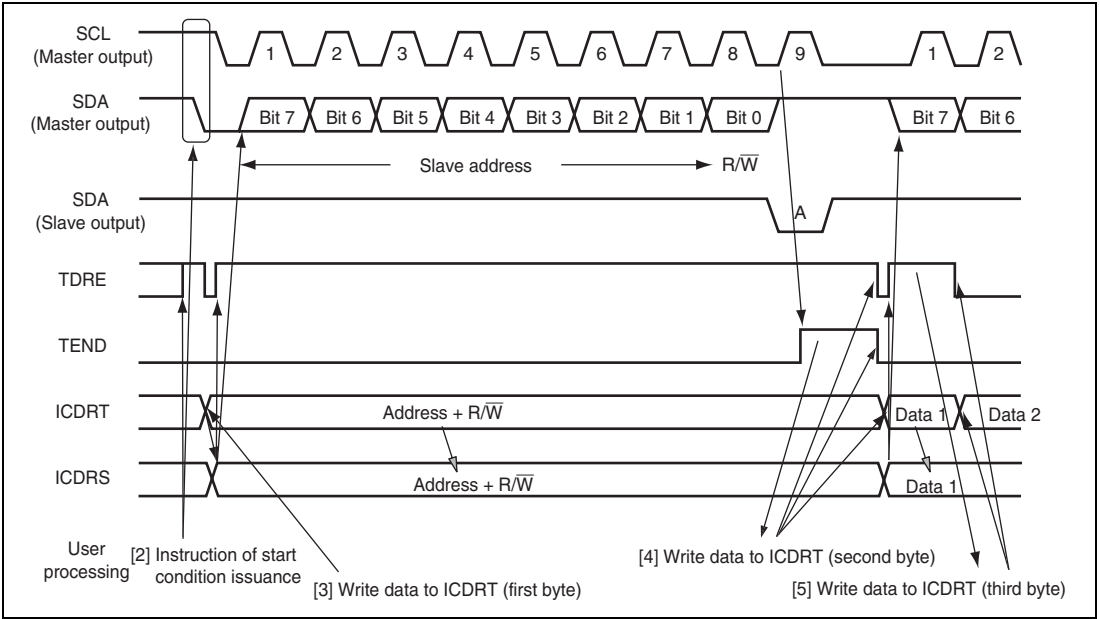 SCL
(Master output)
1 2 3 4 5 6 7 8 9 1 2
SDA
(Master output)
Bit 7 Bit 6 Bit 5 Bit 4 Bit 3 Bit 2 Bit 1 Bit 0 Bit 7 Bit 6
Slave address R/W̅
SDA
(Slave output)
A
TDRE
TEND
ICDRT
Address + R/W̅ Data 1 Data 2
ICDRS
Address + R/W̅ Data 1
User
processing
[2] Instruction of start
condition issuance
[3] Write data to ICDRT (first byte)
[4] Write data to ICDRT (second byte)
[5] Write data to ICDRT (third byte)